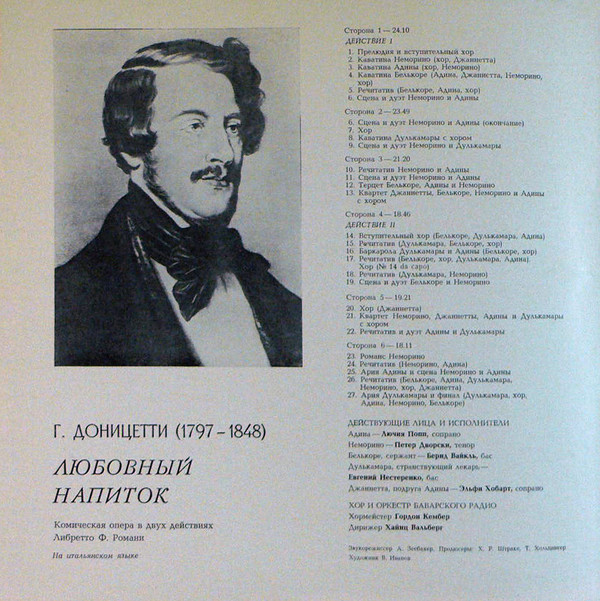 Сторона 1 — 24.10
ДЕЙСТВИЕ I
1. Прелюдия и вступительный хор
2. Каватина Неморино (хор, Джаннетта)
3. Каватина Адины (хор, Неморино)
4. Каватина Белькоре (Адина, Джаннетта, Неморино,
хор)
5. Речитатив (Белькоре, Адина, хор)
6. Сцена и дуэт Неморино и Адины
Сторона 2 — 23.49
6. Сцена и дуэт Неморино и Адины (окончание)
7. Хор
8. Каватина Дулькамары с хором
9. Сцена и дуэт Неморино и Дулькамары
Сторона 3 — 21.20
10. Речитатив Неморино и Адины
11. Сцена и дуэт Неморино и Адины
12. Терцет Белькоре, Адины и Неморино
13. Квартет Джаннетты, Белькоре, Неморино и Адины
с хором
Сторона 4 — 18.46
ДЕЙСТВИЕ II
14. Вступительный хор (Белькоре, Дулькамара, Адина)
15. Речитатив (Дулькамара, Белькоре, хор)
16. Баркарола Дулькамары и Адины (Белькоре, хор)
17. Речитатив (Белькоре, хор, Дулькамара, Адина)
Хор (№ 14 da capo)
18. Речитатив (Дулькамара, Неморино)
19. Сцена и дуэт Белькоре и Неморино
Сторона 5 — 19.21
20. Хор (Джаннетта)
21. Квартет Неморино, Джаннетты, Адины и Дулькамары
с хором
22. Речитатив и дуэт Адины и Дулькамары
Сторона 6 — 18.11
23. Романс Неморино
24. Речитатив (Неморино, Адина)
25. Ария Адины и сцена Неморино и Адины
26. Речитатив (Белькоре, Адина, Дулькамара,
Неморино, хор, Джаннетта)
27. Ария Дулькамары и финал (Дулькамара, хор,
Адина, Неморино, Белькоре)
ДЕЙСТВУЮЩИЕ ЛИЦА И ИСПОЛНИТЕЛИ
Адина — Лючия Попп, сопрано
Неморино — Петер Дворски, тенор
Белькоре, сержант — Бернд Вайкль, бас
Дулькамара, странствующий лекарь —
Евгений Нестеренко, бас
Джаннетта, подруга Адины — Эльфи Хобарт, сопрано
ХОР И ОРКЕСТР БАВАРСКОГО РАДИО
Хормейстер Гордон Кембер
Дирижер Хайнц Вальберг
Звукорежиссер А. Зеебауер. Продюсеры: Х. Р. Штраке, Т. Хольцингер
Художник В. Иванов
Г. ДОНИЦЕТТИ (1797 – 1848)
ЛЮБОВНЫЙ
НАПИТОК
Комическая опера в двух действиях
Либретто Ф. Романи
На итальянском языке